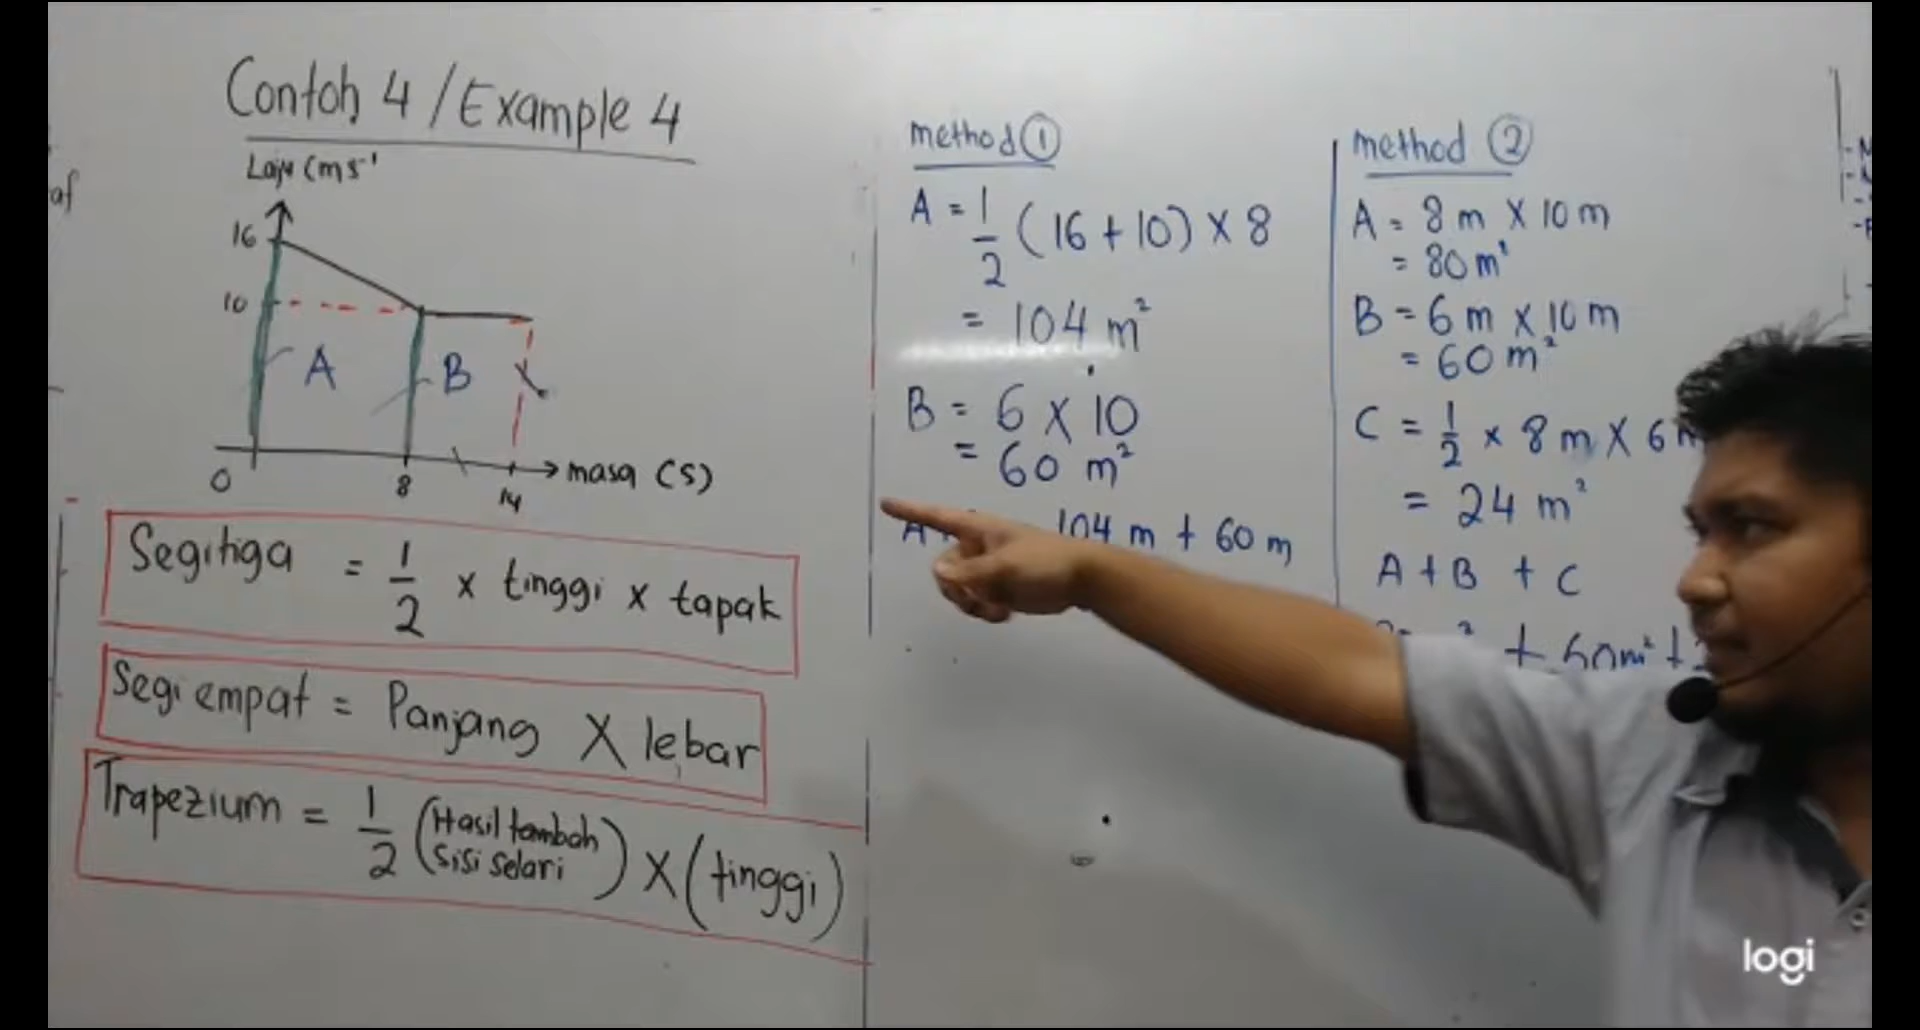 Contoh 4 / Example 4
Laju (ms⁻¹
16
10
A
B
0
8
14
masa (s)
Segitiga = 1/2 x tinggi x tapak
Segi empat = Panjang X lebar
Trapezium = 1/2 (Hasil tambah sisi selari) X (tinggi)
method ①
A = 1/2 (16 + 10) X 8
= 104 m²
B = 6 X 10
= 60 m²
104 m + 60 m
method ②
A = 8 m X 10 m
= 80 m²
B = 6 m X 10 m
= 60 m²
C = 1/2 x 8 m X 6
= 24 m²
A + B + C
+ 60m² +
af
logi